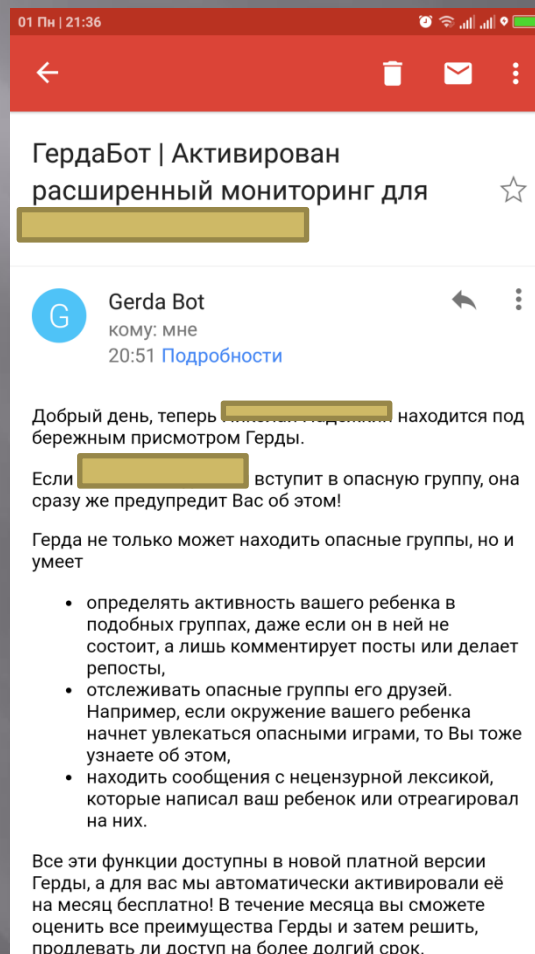 01 Пн | 21:36
ГердаБот | Активирован
расширенный мониторинг для
G
Gerda Bot
кому: мне
20:51 Подробности
Добрый день, теперь находится под
бережным присмотром Герды.
Если вступит в опасную группу, она
сразу же предупредит Вас об этом!
Герда не только может находить опасные группы, но и
умеет
• определять активность вашего ребенка в
подобных группах, даже если он в ней не
состоит, а лишь комментирует посты или делает
репосты,
• отслеживать опасные группы его друзей.
Например, если окружение вашего ребенка
начнет увлекаться опасными играми, то Вы тоже
узнаете об этом,
• находить сообщения с нецензурной лексикой,
которые написал ваш ребенок или отреагировал
на них.
Все эти функции доступны в новой платной версии
Герды, а для вас мы автоматически активировали её
на месяц бесплатно! В течение месяца вы сможете
оценить все преимущества Герды и затем решить,
продлевать ли доступ на более долгий срок.